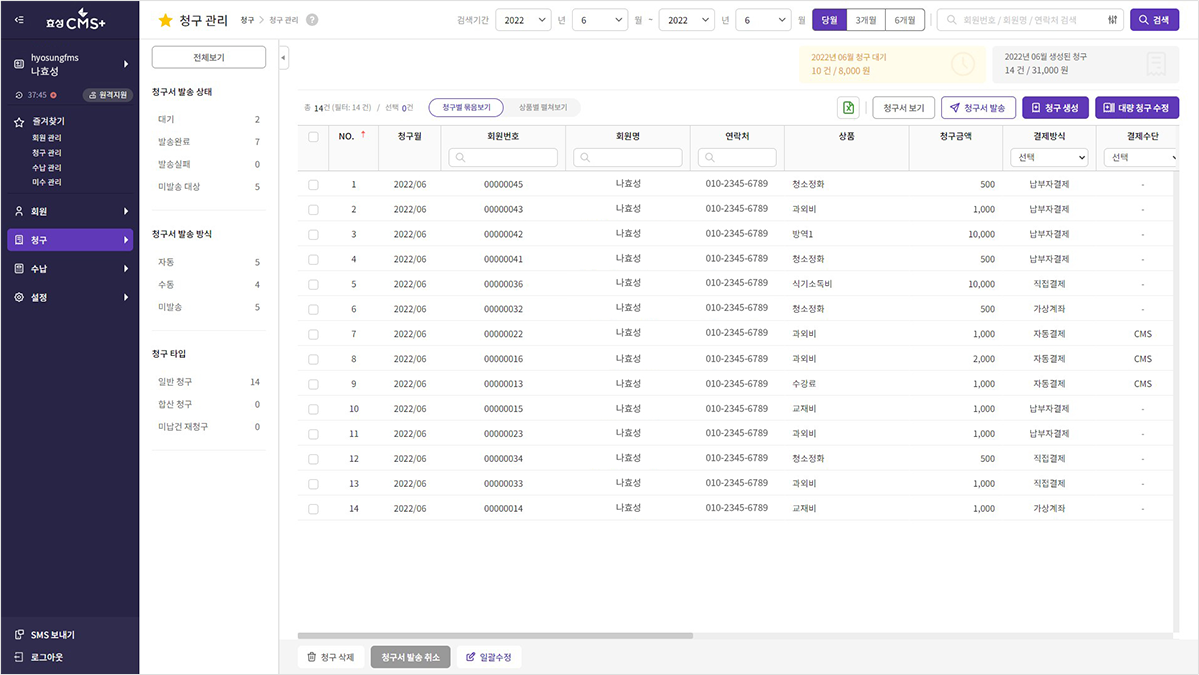 효성CMS+
hyosungfms
나효성
37:45
원격지원
즐겨찾기
회원 관리
청구 관리
수납 관리
미수 관리
회원
청구
수납
설정
SMS 보내기
로그아웃
청구 관리 청구 > 청구 관리 ?
검색기간 2022 년 6 월 ~ 2022 년 6 월 당월 3개월 6개월 회원번호 / 회원명 / 연락처 검색 검색
전체보기
청구서 발송 상태
대기 2
발송완료 7
발송실패 0
미발송 대상 5
청구서 발송 방식
자동 5
수동 4
미발송 5
청구 타입
일반 청구 14
합산 청구 0
미납건 재청구 0
2022년 06월 청구 대기
10 건 / 8,000 원
2022년 06월 생성된 청구
14 건 / 31,000 원
총 14건 (필터: 14 건) / 선택 0건 청구별 묶음보기 상품별 펼쳐보기 청구서 보기 청구서 발송 청구 생성 대량 청구 수정
NO. ↑ 청구월 회원번호 회원명 연락처 상품 청구금액 결제방식 결제수단
선택 선택
1 2022/06 00000045 나효성 010-2345-6789 청소정화 500 납부자결제 -
2 2022/06 00000043 나효성 010-2345-6789 과외비 1,000 납부자결제 -
3 2022/06 00000042 나효성 010-2345-6789 방역1 10,000 납부자결제 -
4 2022/06 00000041 나효성 010-2345-6789 청소정화 500 납부자결제 -
5 2022/06 00000036 나효성 010-2345-6789 식기소독비 10,000 직접결제 -
6 2022/06 00000032 나효성 010-2345-6789 청소정화 500 가상계좌 -
7 2022/06 00000022 나효성 010-2345-6789 과외비 1,000 자동결제 CMS
8 2022/06 00000016 나효성 010-2345-6789 과외비 2,000 자동결제 CMS
9 2022/06 00000013 나효성 010-2345-6789 수강료 1,000 자동결제 CMS
10 2022/06 00000015 나효성 010-2345-6789 교재비 1,000 납부자결제 -
11 2022/06 00000023 나효성 010-2345-6789 과외비 1,000 납부자결제 -
12 2022/06 00000034 나효성 010-2345-6789 청소정화 500 직접결제 -
13 2022/06 00000033 나효성 010-2345-6789 과외비 1,000 직접결제 -
14 2022/06 00000014 나효성 010-2345-6789 교재비 1,000 가상계좌 -
청구 삭제 청구서 발송 취소 일괄수정